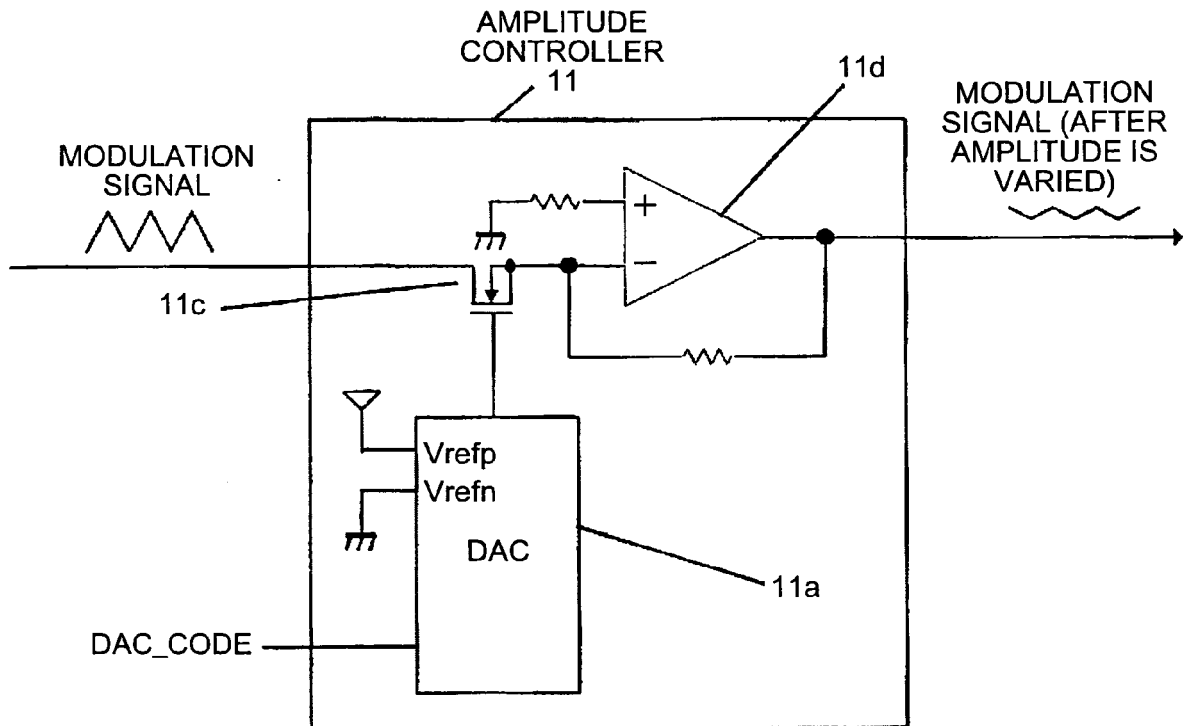 AMPLITUDE
CONTROLLER
11
11d
MODULATION
SIGNAL (AFTER
AMPLITUDE IS
VARIED)
MODULATION
SIGNAL
+
−
11c
Vrefp
Vrefn
DAC
11a
DAC_CODE